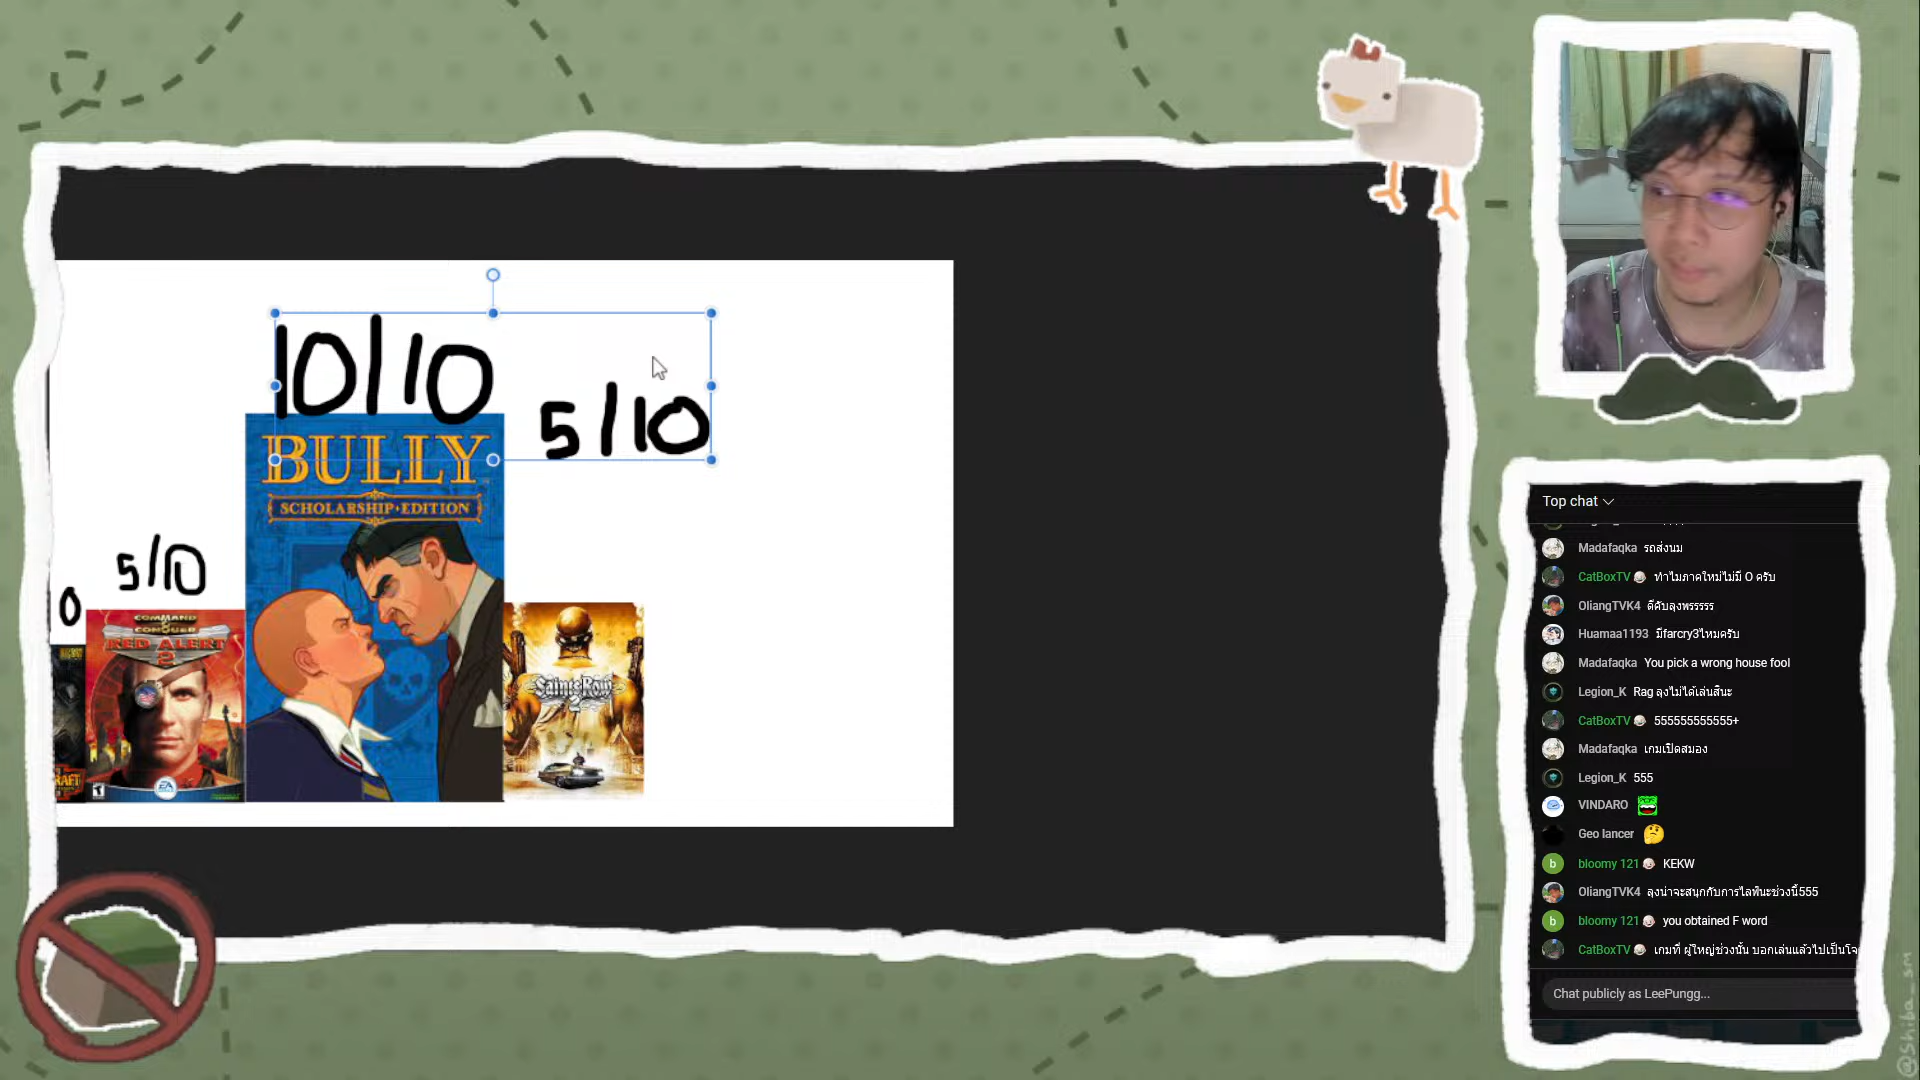 10/10
5/10
5/10
0
BULLY
SCHOLARSHIP EDITION
COMMAND & CONQUER
RED ALERT 2
EA
Saints Row 2
Top chat
Madafaqka รถส่งนม
CatBoxTV ทำไมภาคใหม่ไม่มี O ครับ
OliangTVK4 ดีคับลุงพรรรรร
Huamaa1193 มีfarcry3ไหมครับ
Madafaqka You pick a wrong house fool
Legion_K Rag ลุงไม่ได้เล่นสินะ
CatBoxTV 555555555555+
Madafaqka เกมเปิดสมอง
Legion_K 555
VINDARO
Geo lancer
b bloomy 121 KEKW
OliangTVK4 ลุงน่าจะสนุกกับการไลฟ์นะช่วงนี้555
b bloomy 121 you obtained F word
CatBoxTV เกมที่ ผู้ใหญ่ช่วงนั้น บอกเล่นแล้วไปเป็นโจ
Chat publicly as LeePungg...
@Shiba_sm